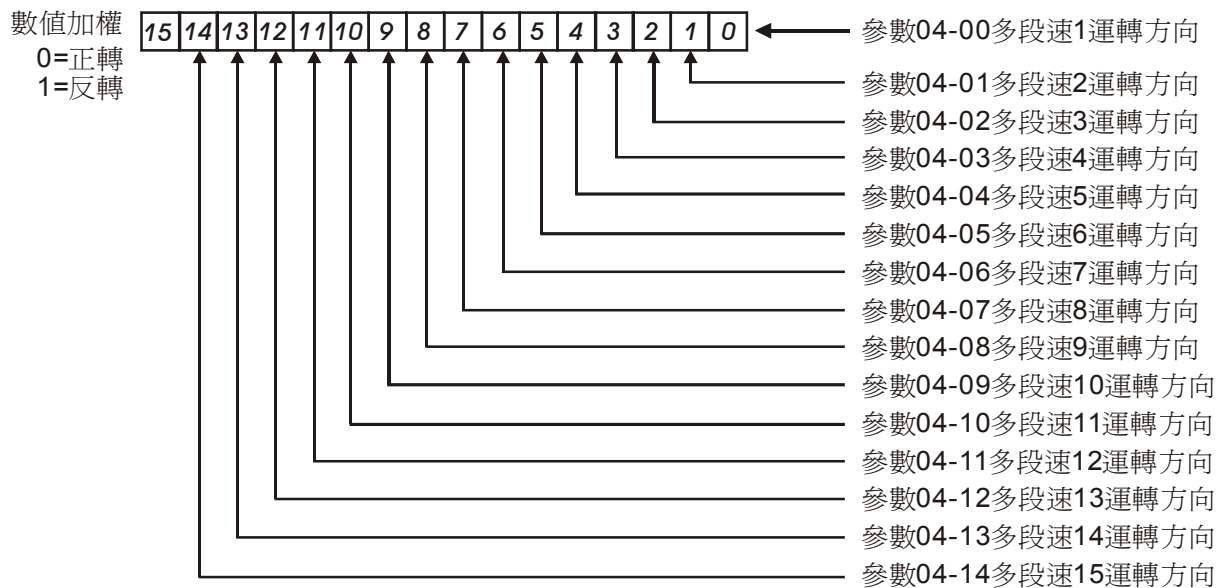 數值加權 15 14 13 12 11 10 9 8 7 6 5 4 3 2 1 0 參數04-00多段速1運轉方向
0=正轉
1=反轉
參數04-01多段速2運轉方向
參數04-02多段速3運轉方向
參數04-03多段速4運轉方向
參數04-04多段速5運轉方向
參數04-05多段速6運轉方向
參數04-06多段速7運轉方向
參數04-07多段速8運轉方向
參數04-08多段速9運轉方向
參數04-09多段速10運轉方向
參數04-10多段速11運轉方向
參數04-11多段速12運轉方向
參數04-12多段速13運轉方向
參數04-13多段速14運轉方向
參數04-14多段速15運轉方向